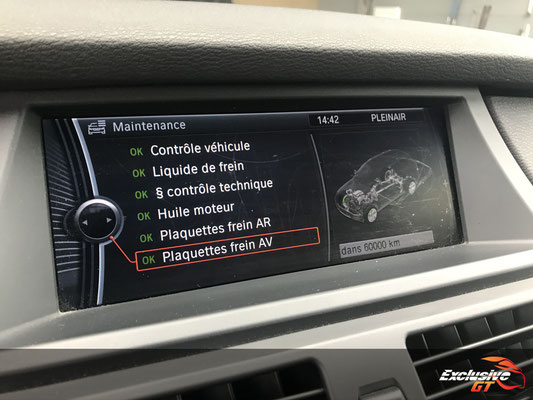 Maintenance 14:42 PLEINAIR
OK Contrôle véhicule
OK Liquide de frein
OK § contrôle technique
OK Huile moteur
OK Plaquettes frein AR
OK Plaquettes frein AV
dans 60000 km
Exclusive
GT